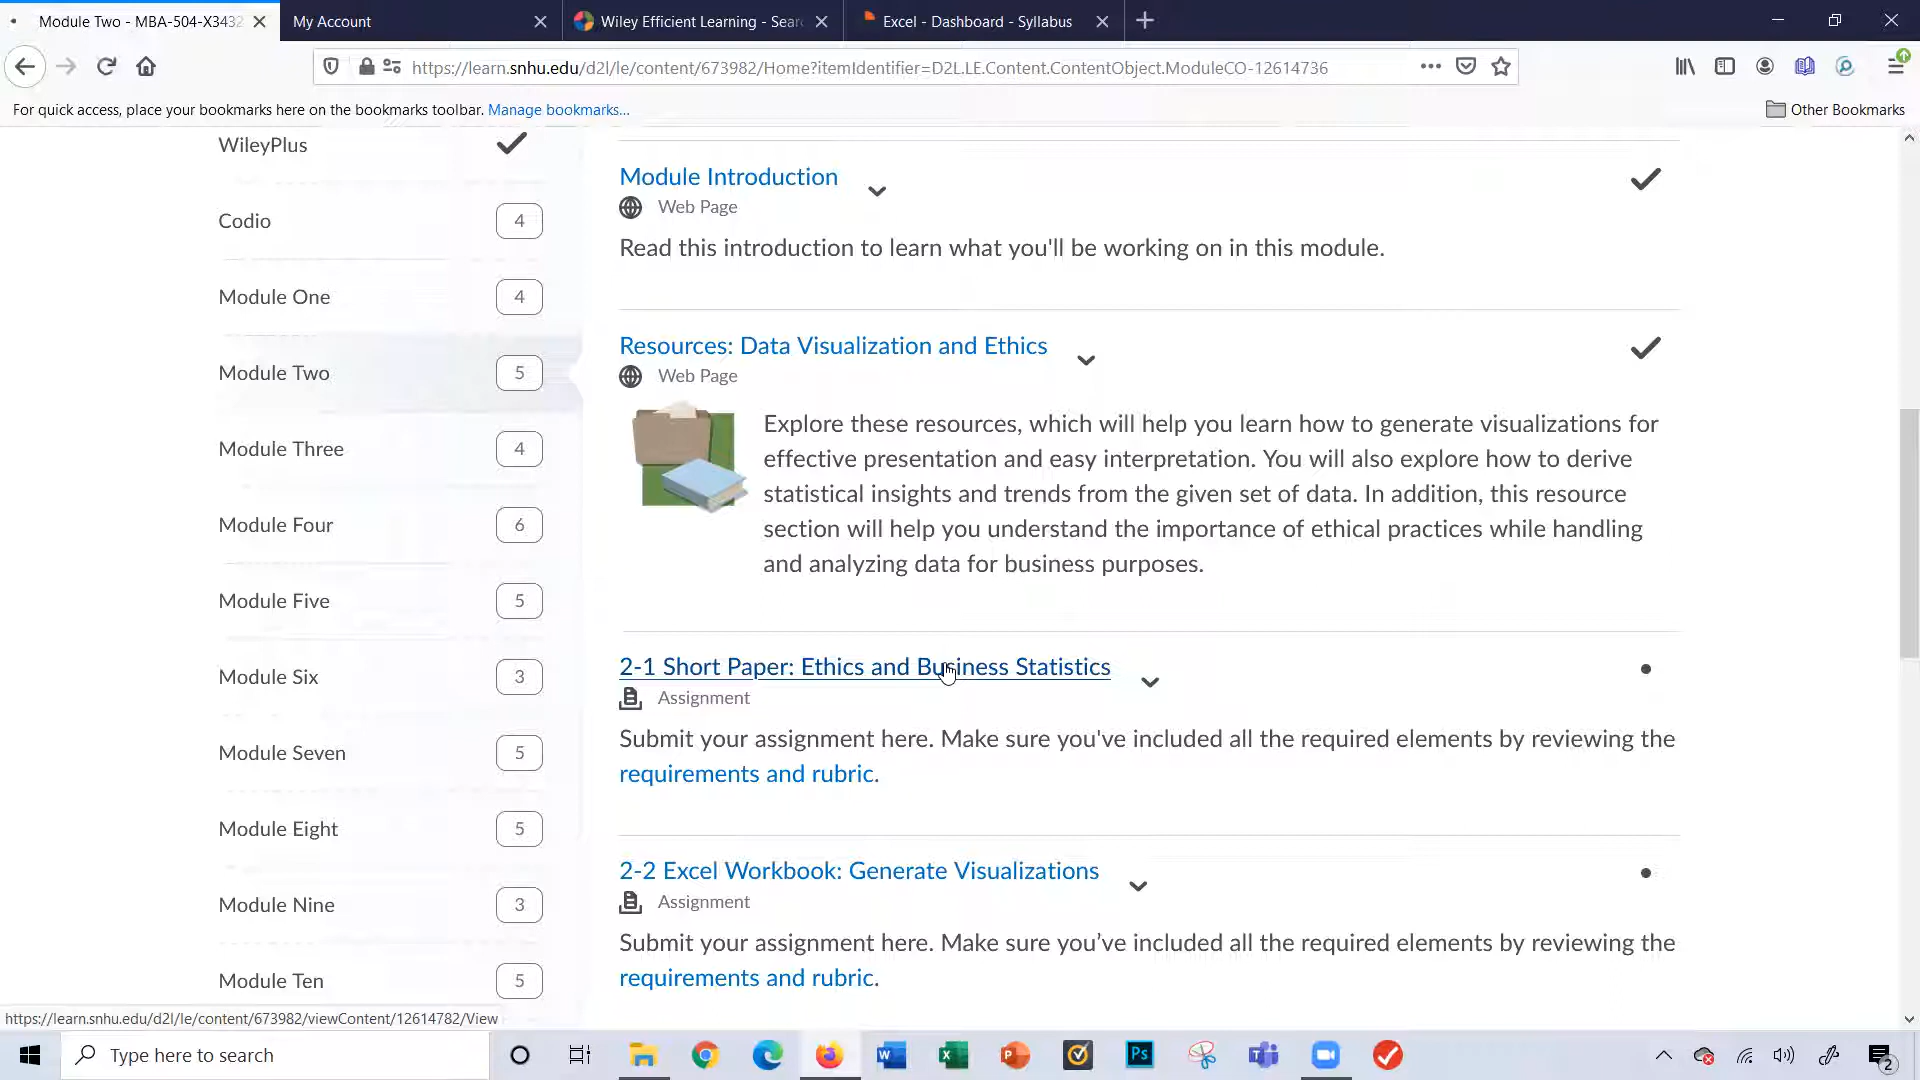 Module Two - MBA-504-X3432
My Account
Wiley Efficient Learning - Sear
Excel - Dashboard - Syllabus
https://learn.snhu.edu/d2l/le/content/673982/Home?itemIdentifier=D2L.LE.Content.ContentObject.ModuleCO-12614736
For quick access, place your bookmarks here on the bookmarks toolbar. Manage bookmarks...
Other Bookmarks
WileyPlus
Codio 4
Module One 4
Module Two 5
Module Three 4
Module Four 6
Module Five 5
Module Six 3
Module Seven 5
Module Eight 5
Module Nine 3
Module Ten 5
Module Introduction
Web Page
Read this introduction to learn what you'll be working on in this module.
Resources: Data Visualization and Ethics
Web Page
Explore these resources, which will help you learn how to generate visualizations for
effective presentation and easy interpretation. You will also explore how to derive
statistical insights and trends from the given set of data. In addition, this resource
section will help you understand the importance of ethical practices while handling
and analyzing data for business purposes.
2-1 Short Paper: Ethics and Business Statistics
Assignment
Submit your assignment here. Make sure you've included all the required elements by reviewing the
requirements and rubric.
2-2 Excel Workbook: Generate Visualizations
Assignment
Submit your assignment here. Make sure you’ve included all the required elements by reviewing the
requirements and rubric.
https://learn.snhu.edu/d2l/le/content/673982/viewContent/12614782/View
Type here to search
W
X
P
Ps
2